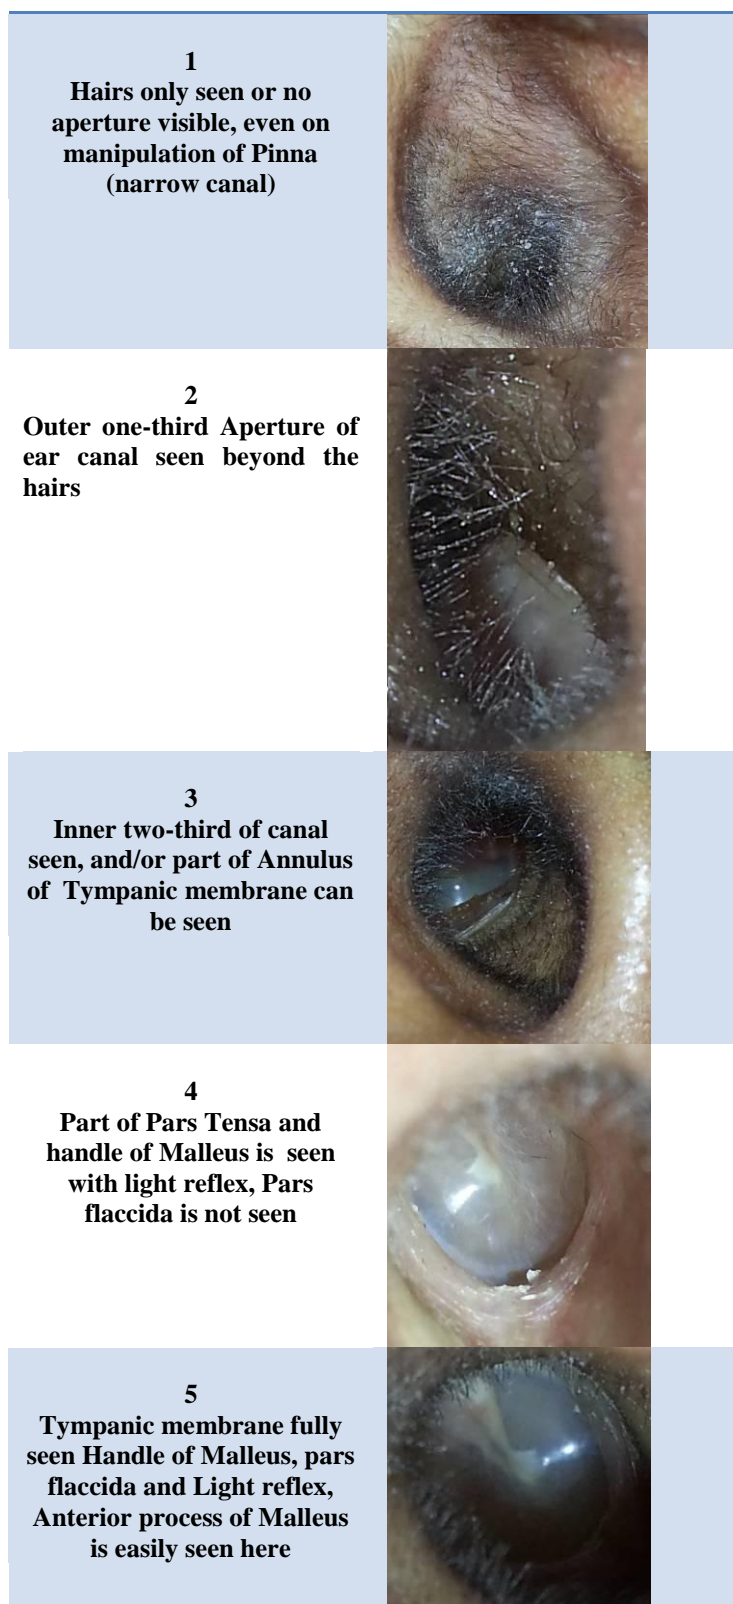 1
Hairs only seen or no
aperture visible, even on
manipulation of Pinna
(narrow canal)
2
Outer one-third Aperture of
ear canal seen beyond the
hairs
3
Inner two-third of canal
seen, and/or part of Annulus
of Tympanic membrane can
be seen
4
Part of Pars Tensa and
handle of Malleus is seen
with light reflex, Pars
flaccida is not seen
5
Tympanic membrane fully
seen Handle of Malleus, pars
flaccida and Light reflex,
Anterior process of Malleus
is easily seen here